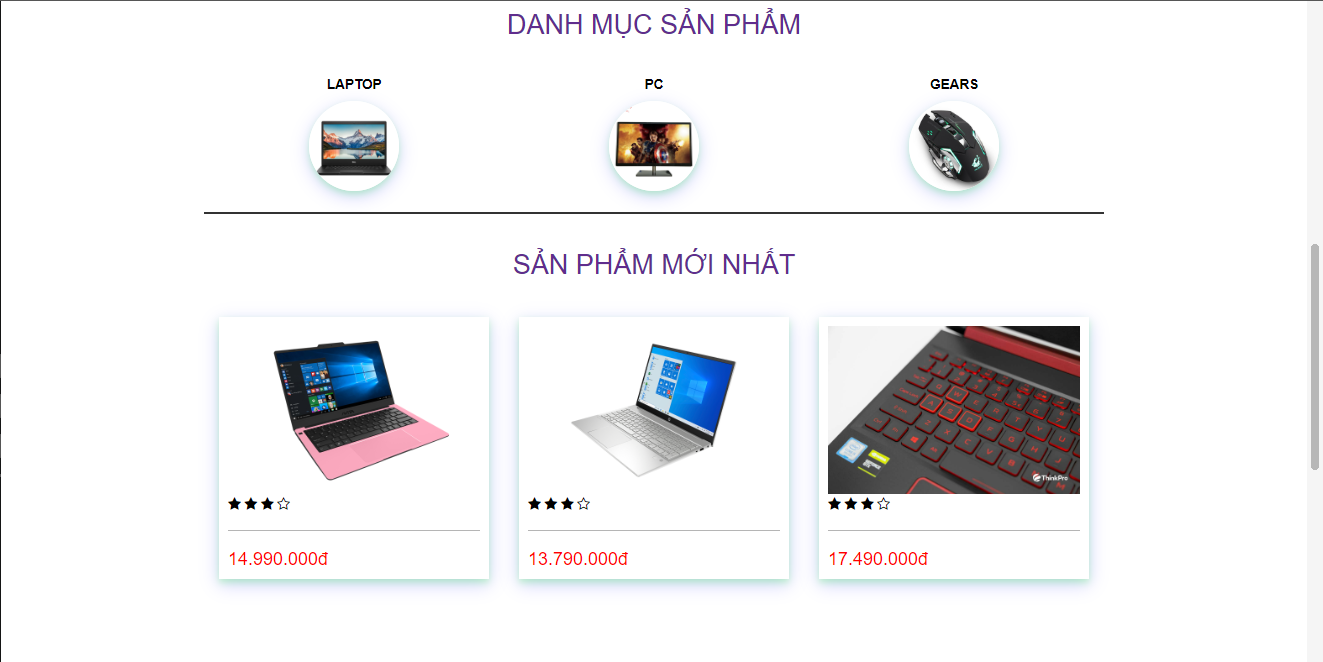 DANH MỤC SẢN PHẨM
LAPTOP
PC
GEARS
SẢN PHẨM MỚI NHẤT
ThinkPro
14.990.000đ
13.790.000đ
17.490.000đ